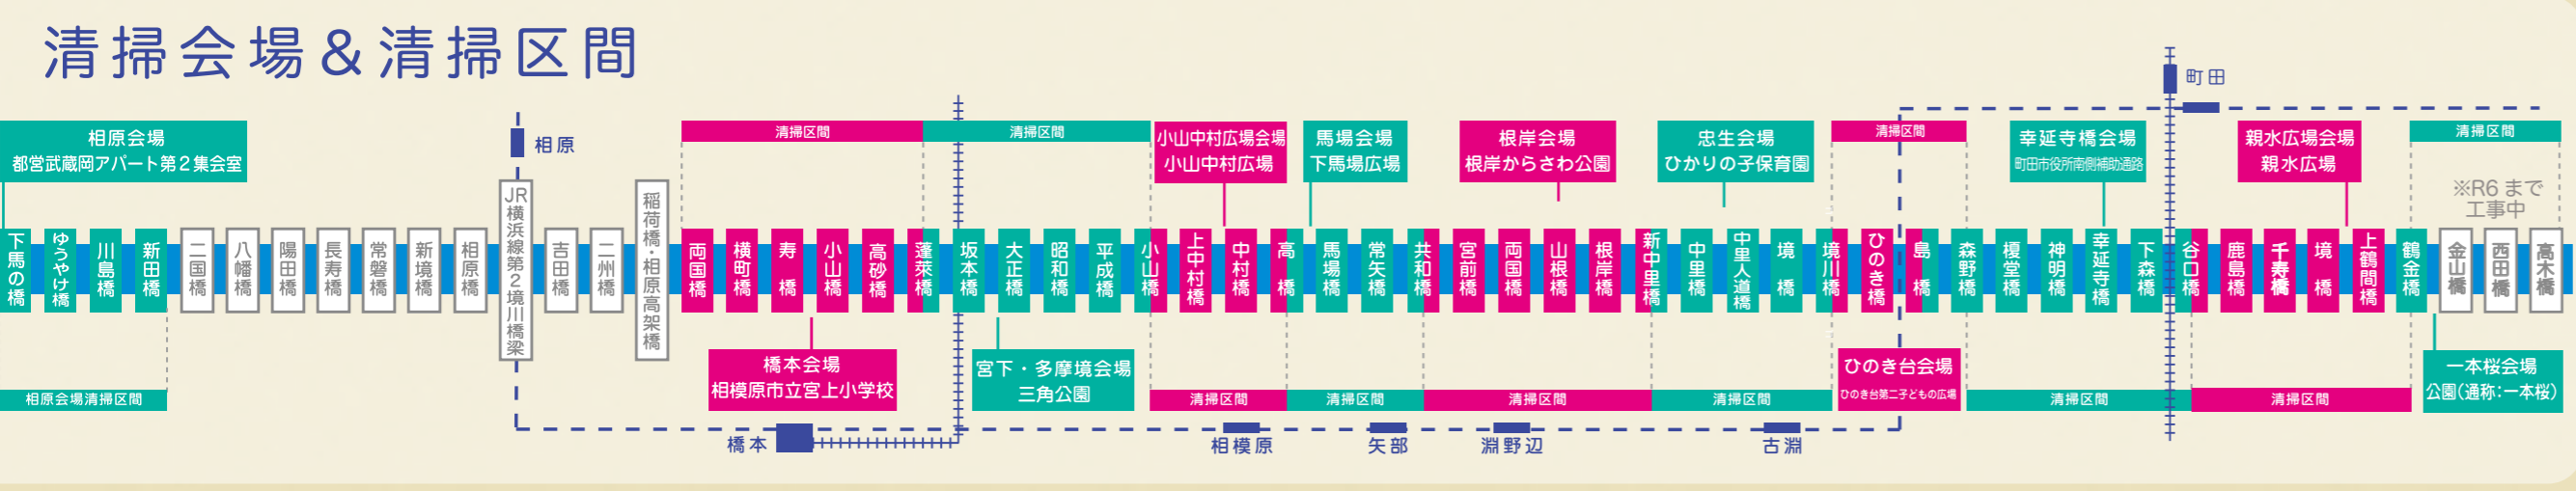 清掃会場&清掃区間
町田
相原会場
都営武蔵岡アパート第2集会室
相原
清掃区間
清掃区間
小山中村広場会場
小山中村広場
馬場会場
下馬場広場
根岸会場
根岸からさわ公園
忠生会場
ひかりの子保育園
清掃区間
幸延寺橋会場
町田市役所南側補助通路
親水広場会場
親水広場
清掃区間
※R6 まで
工事中
下馬の橋
ゆうやけ橋
川島橋
新田橋
二国橋
八幡橋
陽田橋
長寿橋
常磐橋
新境橋
相原橋
JR横浜線第2境川橋梁
吉田橋
二州橋
稲荷橋・相原高架橋
両国橋
横町橋
寿橋
小山橋
高砂橋
蓬莱橋
坂本橋
大正橋
昭和橋
平成橋
小山橋
上中村橋
中村橋
高橋
馬場橋
常矢橋
共和橋
宮前橋
両国橋
山根橋
根岸橋
新中里橋
中里橋
中里人道橋
境橋
境川橋
ひのき橋
島橋
森野橋
榎堂橋
神明橋
幸延寺橋
下森橋
谷口橋
鹿島橋
千寿橋
境橋
上鶴間橋
鶴金橋
金山橋
西田橋
高木橋
相原会場清掃区間
橋本会場
相模原市立宮上小学校
宮下・多摩境会場
三角公園
清掃区間
清掃区間
清掃区間
清掃区間
ひのき台会場
ひのき台第二子どもの広場
清掃区間
清掃区間
一本桜会場
公園(通称:一本桜)
橋本
相模原
矢部
淵野辺
古淵